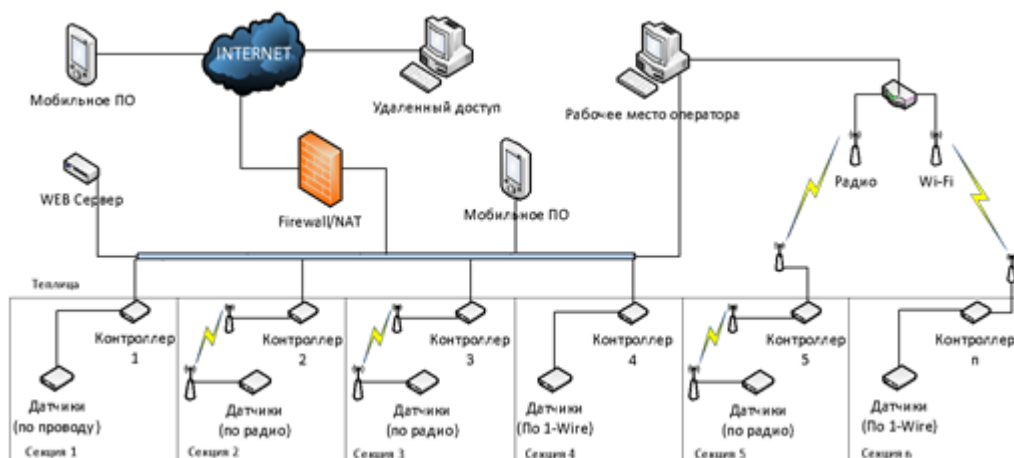 INTERNET
Мобильное ПО
Удаленный доступ
Рабочее место оператора
Радио
Wi-Fi
WEB Сервер
Firewall/NAT
Мобильное ПО
Теплица
Контроллер
1
Контроллер
2
Контроллер
3
Контроллер
4
Контроллер
5
Контроллер
n
Датчики
(по проводу)
Датчики
(по радио)
Датчики
(по радио)
Датчики
(По 1-Wire)
Датчики
(по радио)
Датчики
(По 1-Wire)
Секция 1
Секция 2
Секция 3
Секция 4
Секция 5
Секция n